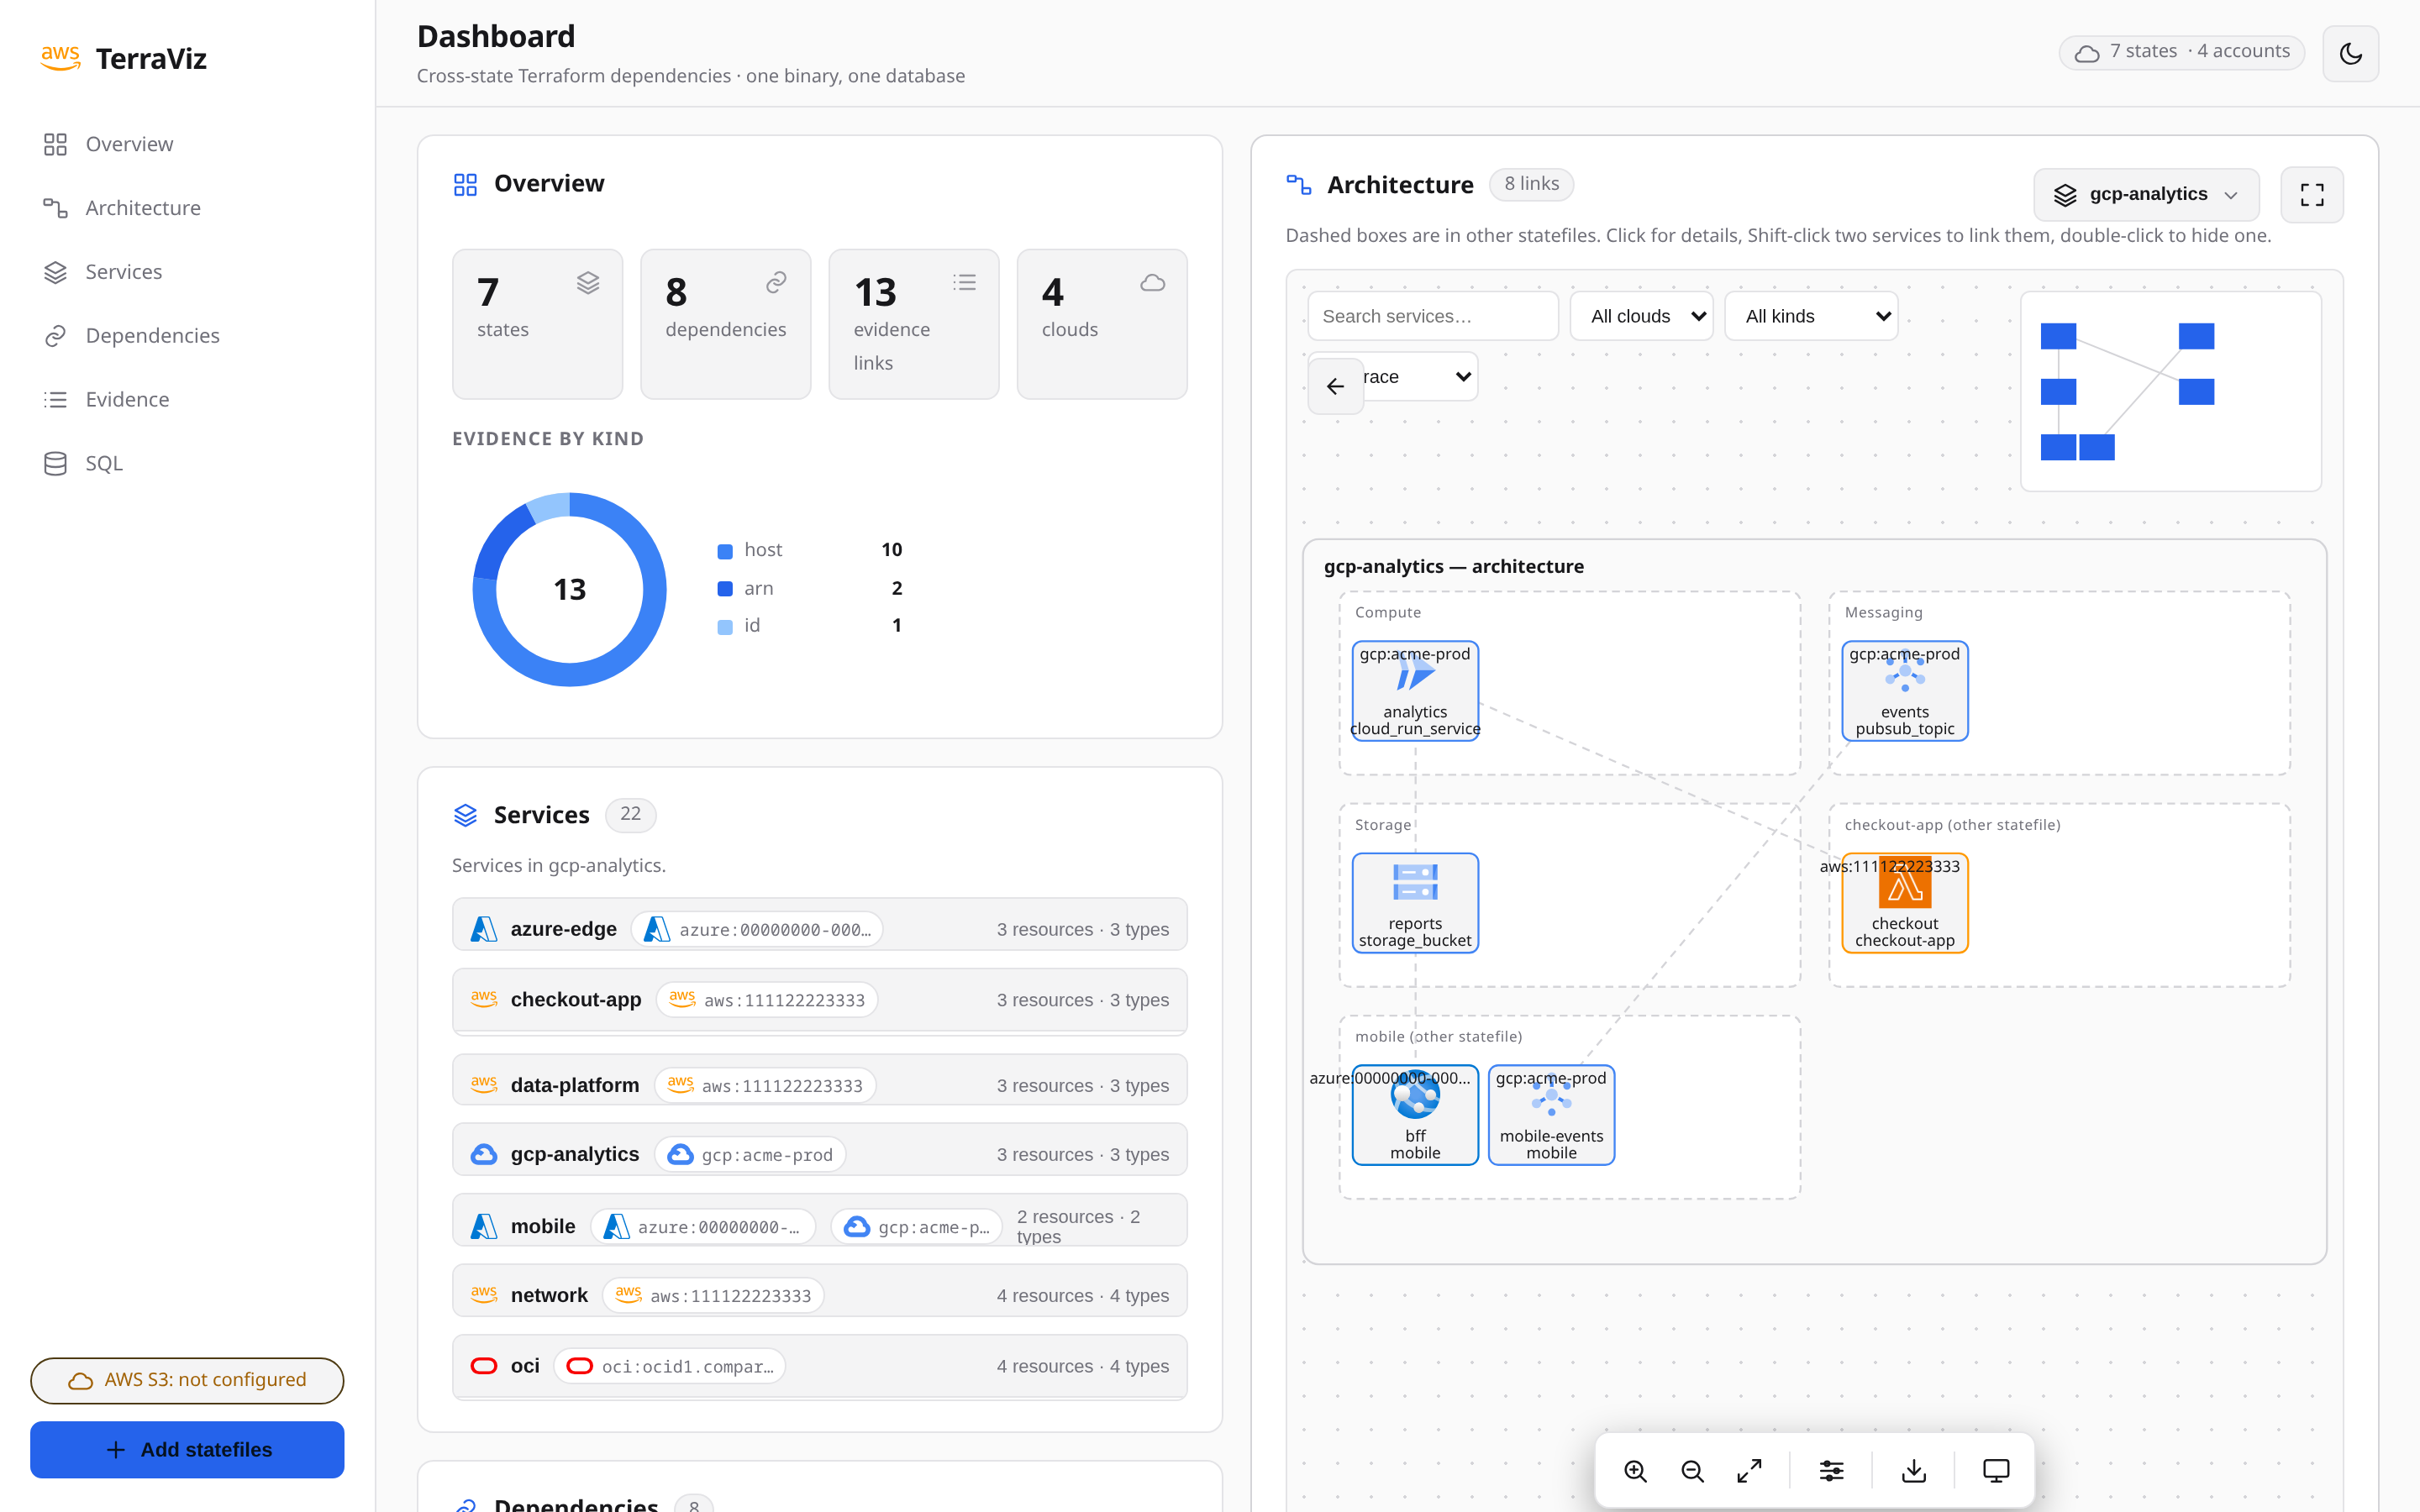 aws TerraViz
Overview
Architecture
Services
Dependencies
Evidence
SQL
AWS S3: not configured
Add statefiles
Dashboard
Cross-state Terraform dependencies · one binary, one database
7 states · 4 accounts
Overview
7
states
8
dependencies
13
evidence
links
4
clouds
EVIDENCE BY KIND
13
host 10
arn 2
id 1
Services 22
Services in gcp-analytics.
azure-edge azure:00000000-000… 3 resources · 3 types
aws checkout-app aws aws:111122223333 3 resources · 3 types
aws data-platform aws aws:111122223333 3 resources · 3 types
gcp-analytics gcp:acme-prod 3 resources · 3 types
mobile azure:00000000-… gcp:acme-p… 2 resources · 2
types
aws network aws aws:111122223333 4 resources · 4 types
oci oci:ocid1.compar… 4 resources · 4 types
Dependencies 8
Architecture 8 links
gcp-analytics
Dashed boxes are in other statefiles. Click for details, Shift-click two services to link them, double-click to hide one.
Search services…
All clouds
All kinds
race
gcp-analytics — architecture
Compute
gcp:acme-prod
analytics
cloud_run_service
Messaging
gcp:acme-prod
events
pubsub_topic
Storage
reports
storage_bucket
checkout-app (other statefile)
aws:111122223333
checkout
checkout-app
mobile (other statefile)
azure:00000000-000…
bff
mobile
gcp:acme-prod
mobile-events
mobile